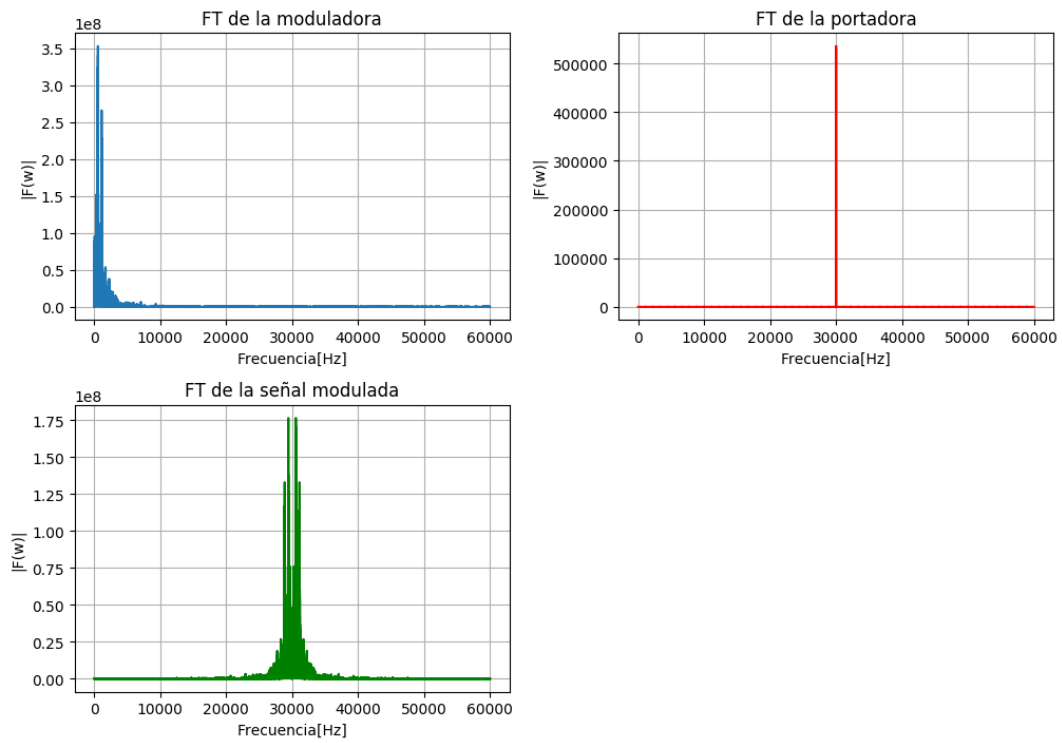 FT de la moduladora
1e8
3.5
3.0
2.5
2.0
1.5
1.0
0.5
0.0
|F(w)|
0 10000 20000 30000 40000 50000 60000
Frecuencia[Hz]
FT de la portadora
500000
400000
300000
200000
100000
0
|F(w)|
0 10000 20000 30000 40000 50000 60000
Frecuencia[Hz]
FT de la señal modulada
1e8
1.75
1.50
1.25
1.00
0.75
0.50
0.25
0.00
|F(w)|
0 10000 20000 30000 40000 50000 60000
Frecuencia[Hz]